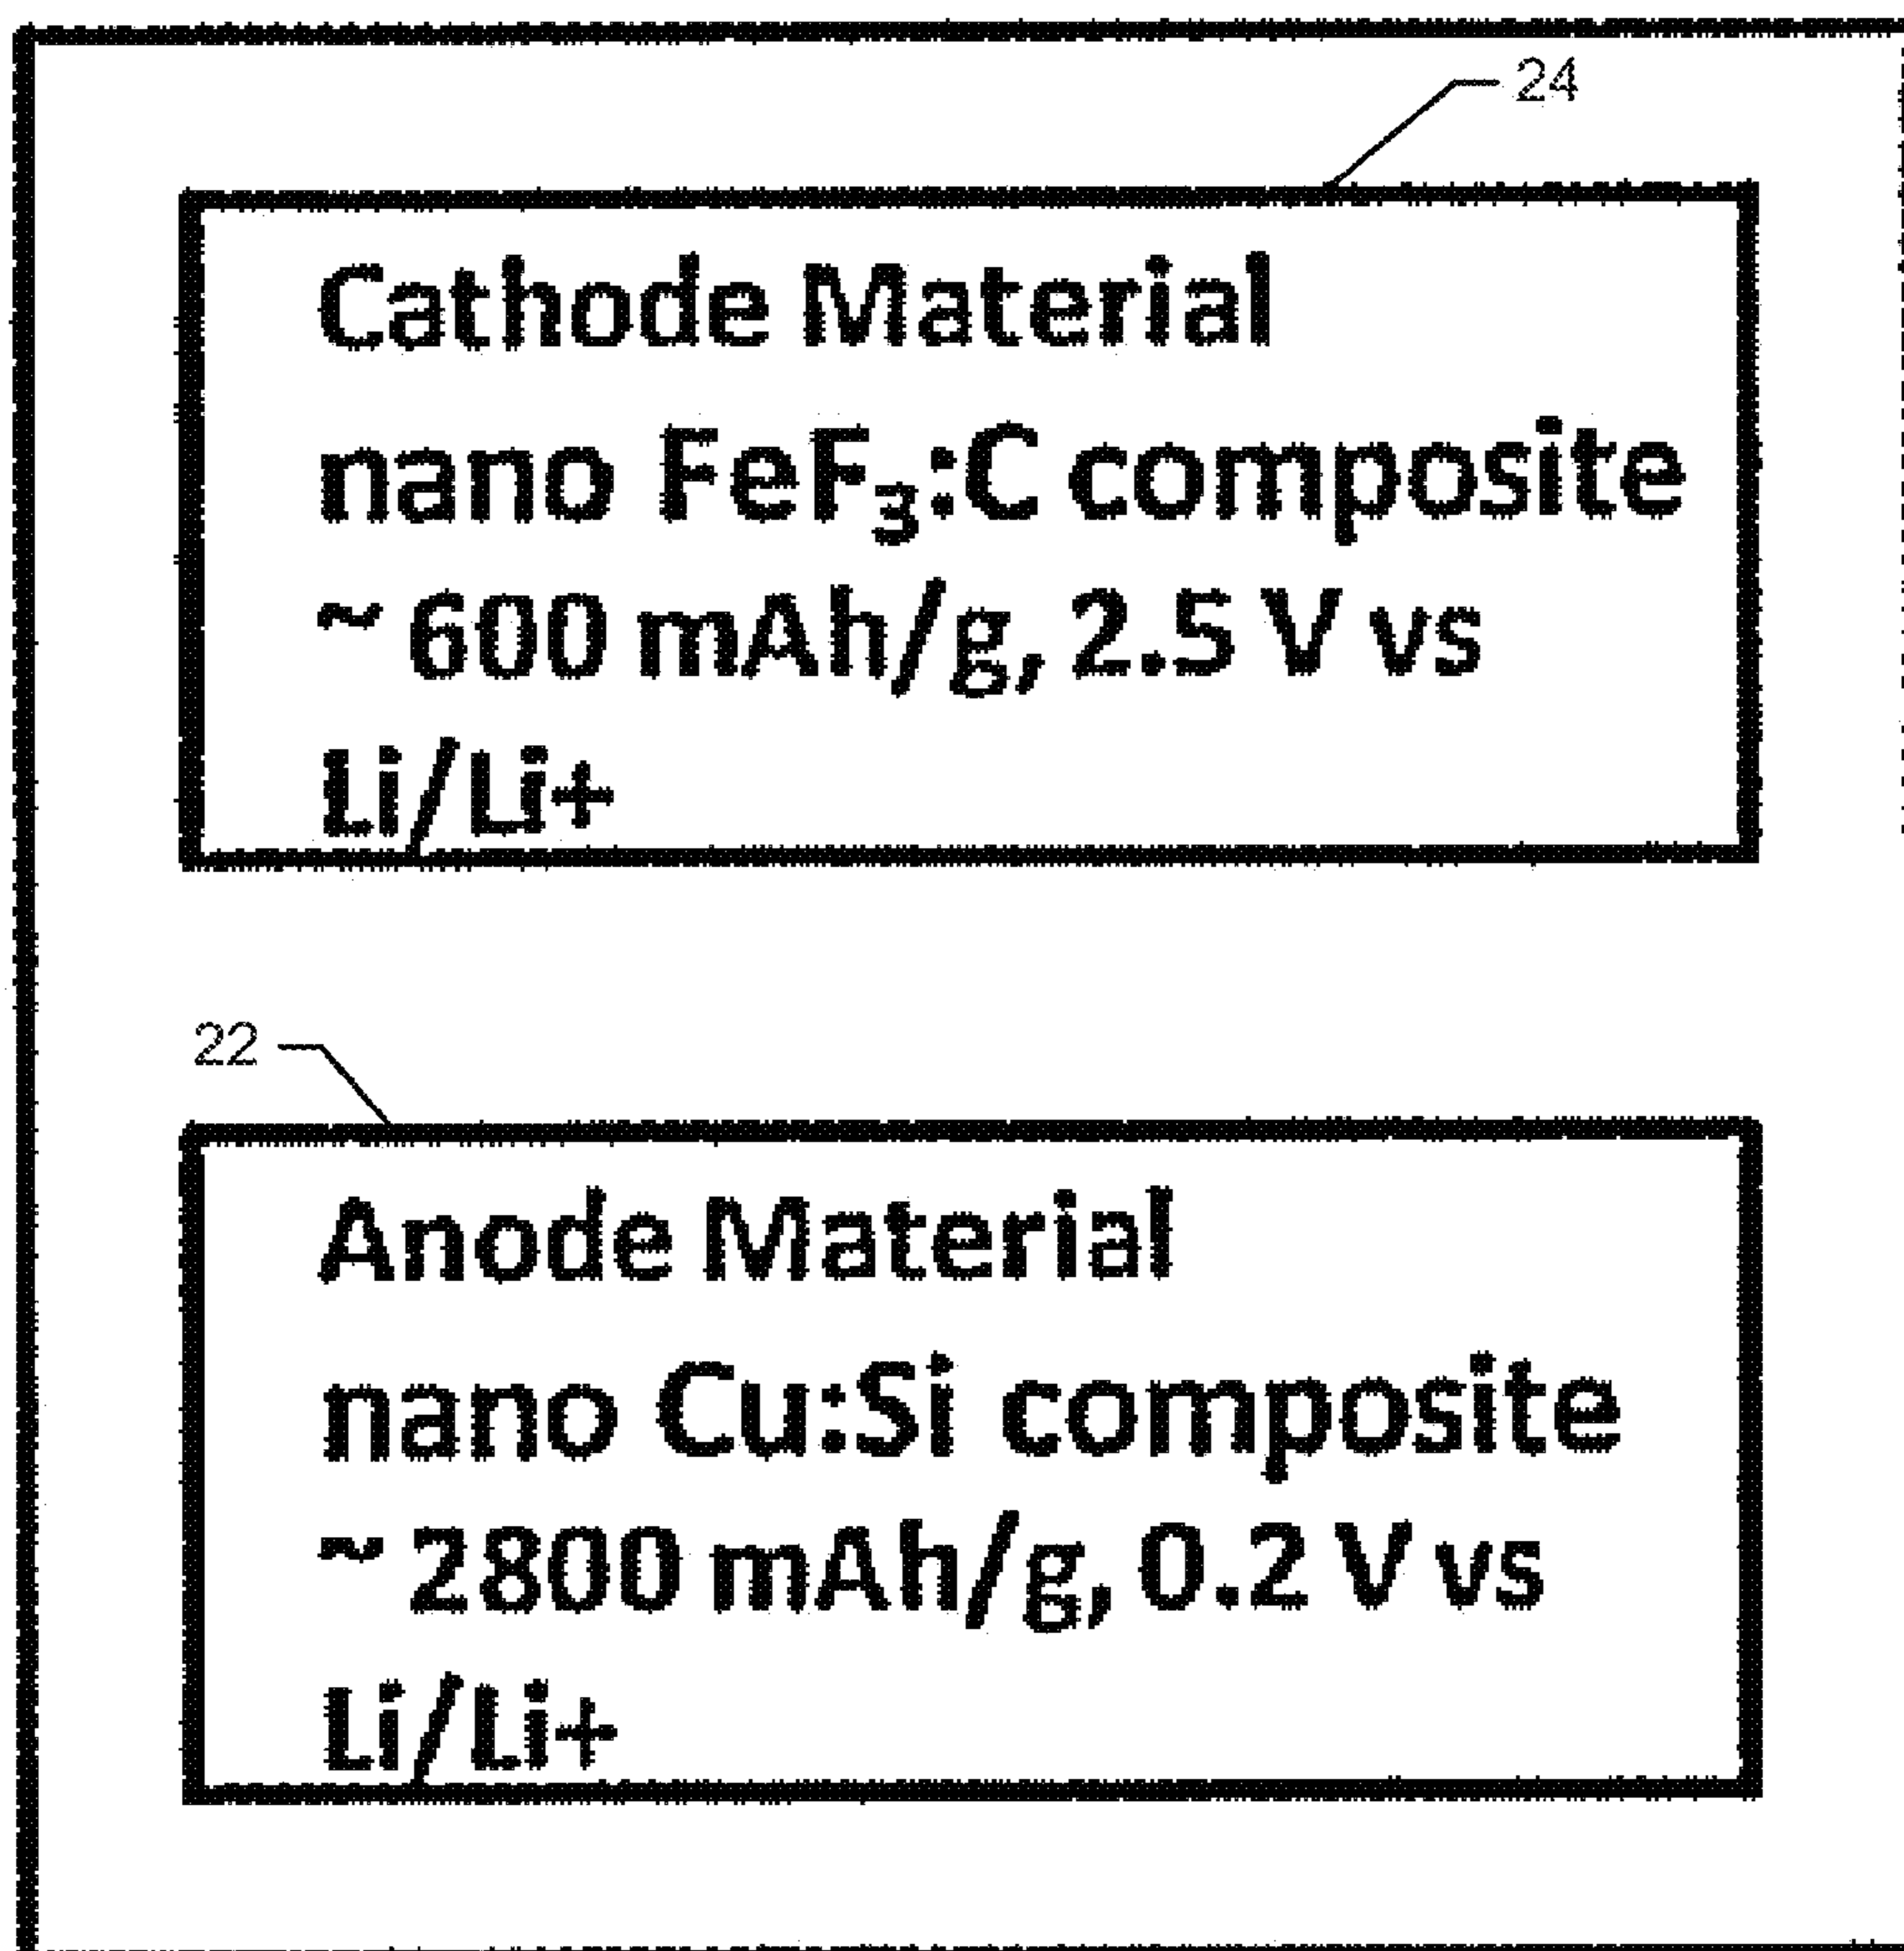 24
Cathode Material
nano FeF₃:C composite
~ 600 mAh/g, 2.5 V vs
Li/Li+
22
Anode Material
nano Cu:Si composite
~ 2800 mAh/g, 0.2 V vs
Li/Li+